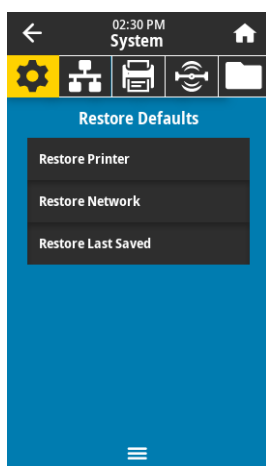 02:30 PM
System
Restore Defaults
Restore Printer
Restore Network
Restore Last Saved